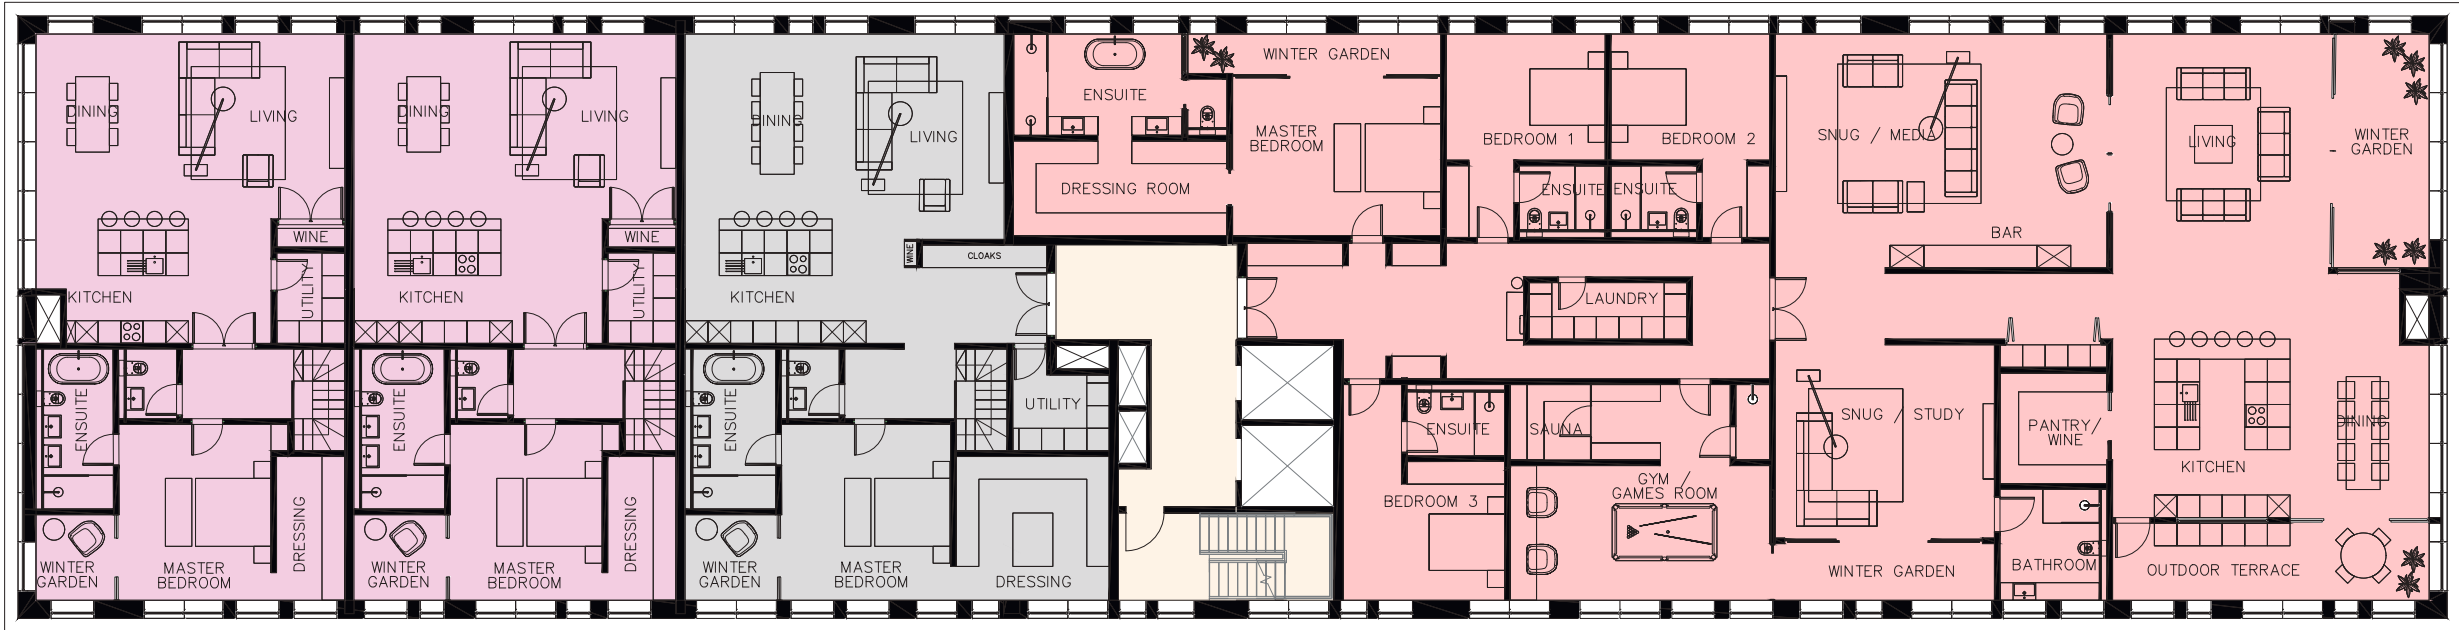 DINING
LIVING
WINE
UTILITY
KITCHEN
ENSUITE
WINTER
GARDEN
MASTER
BEDROOM
DRESSING
DINING
LIVING
WINE
UTILITY
KITCHEN
ENSUITE
WINTER
GARDEN
MASTER
BEDROOM
DRESSING
DINING
LIVING
WINE
CLOAKS
KITCHEN
ENSUITE
UTILITY
WINTER
GARDEN
MASTER
BEDROOM
DRESSING
ENSUITE
WINTER GARDEN
MASTER
BEDROOM
DRESSING ROOM
BEDROOM 1
BEDROOM 2
ENSUITE
ENSUITE
LAUNDRY
ENSUITE
SAUNA
BEDROOM 3
GYM /
GAMES ROOM
SNUG / MEDIA
BAR
LIVING
WINTER
GARDEN
SNUG / STUDY
PANTRY/
WINE
KITCHEN
DINING
WINTER GARDEN
BATHROOM
OUTDOOR TERRACE